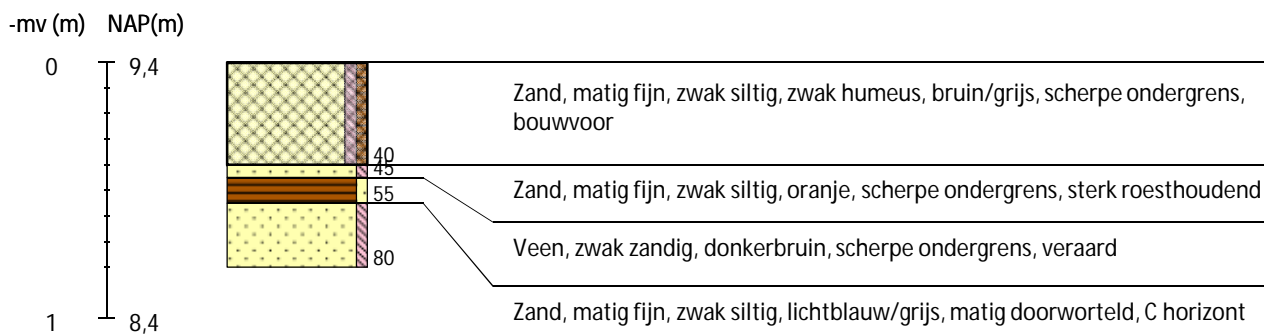 -mv (m) NAP(m)
0 9,4
Zand, matig fijn, zwak siltig, zwak humeus, bruin/grijs, scherpe ondergrens,
bouwvoor
40
45
Zand, matig fijn, zwak siltig, oranje, scherpe ondergrens, sterk roesthoudend
55
Veen, zwak zandig, donkerbruin, scherpe ondergrens, veraard
80
Zand, matig fijn, zwak siltig, lichtblauw/grijs, matig doorworteld, C horizont
1 8,4